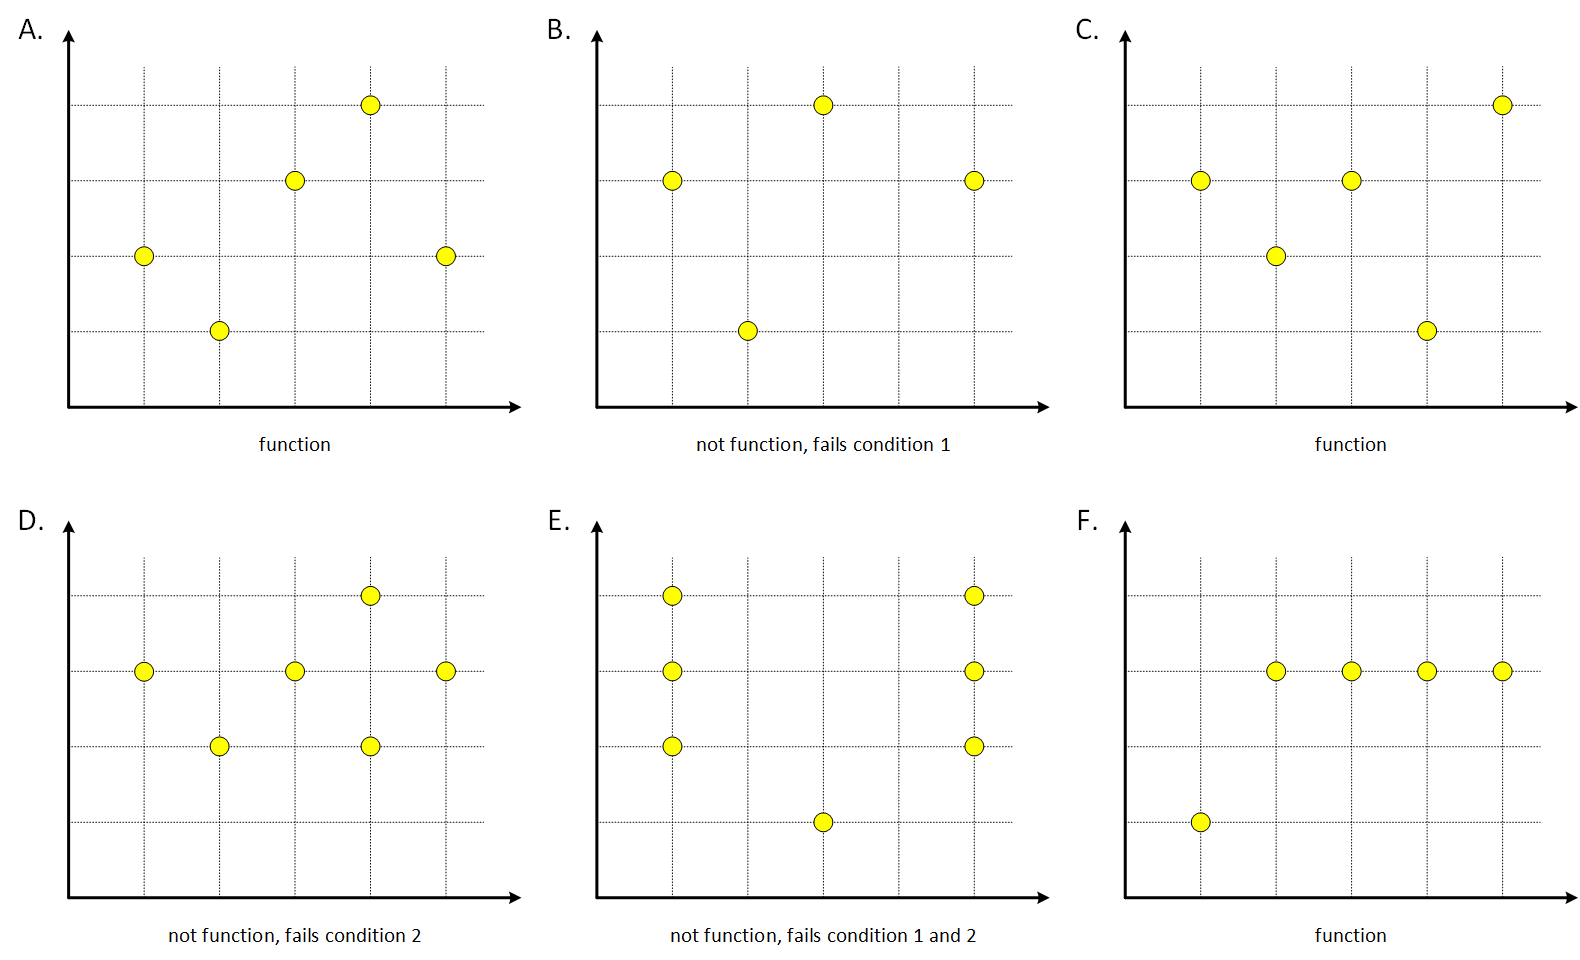 A.
B.
C.
function
not function, fails condition 1
function
D.
E.
F.
not function, fails condition 2
not function, fails condition 1 and 2
function